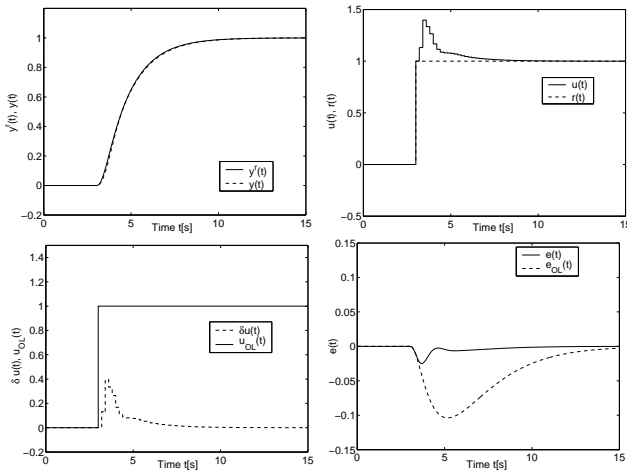 1
0.8
0.6
0.4
0.2
0
-0.2
y^r(t), y(t)
y^r(t)
y(t)
0 5 10 15
Time t[s]
1.5
1
0.5
0
-0.5
u(t), r(t)
u(t)
r(t)
0 5 10 15
Time t[s]
1.4
1.2
1
0.8
0.6
0.4
0.2
0
-0.2
δ u(t), u_OL(t)
δu(t)
u_OL(t)
0 5 10 15
Time t[s]
0.15
0.1
0.05
0
-0.05
-0.1
-0.15
e(t)
e(t)
e_OL(t)
0 5 10 15
Time t[s]